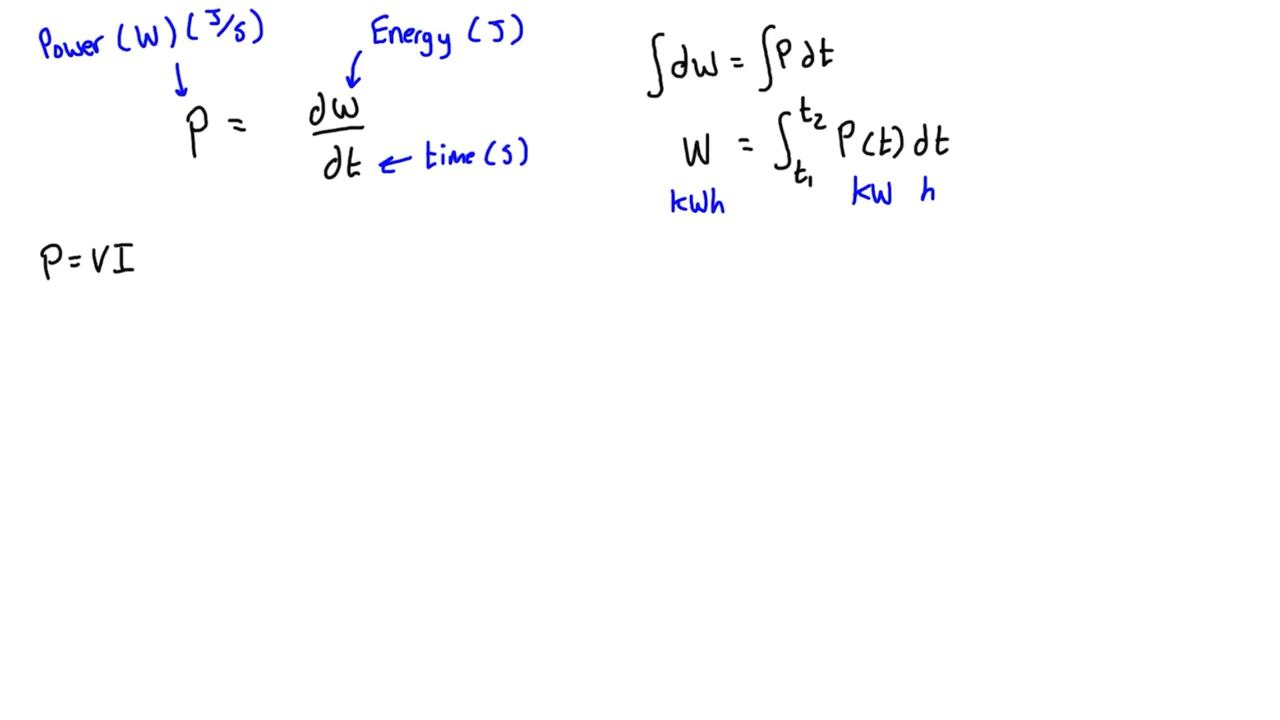 Power (W) (J/s)
Energy (J)
P = dw/dt ← time (s)
∫dw = ∫P dt
W = ∫_{t₁}^{t₂} P(t) dt
kWh kW h
P = VI